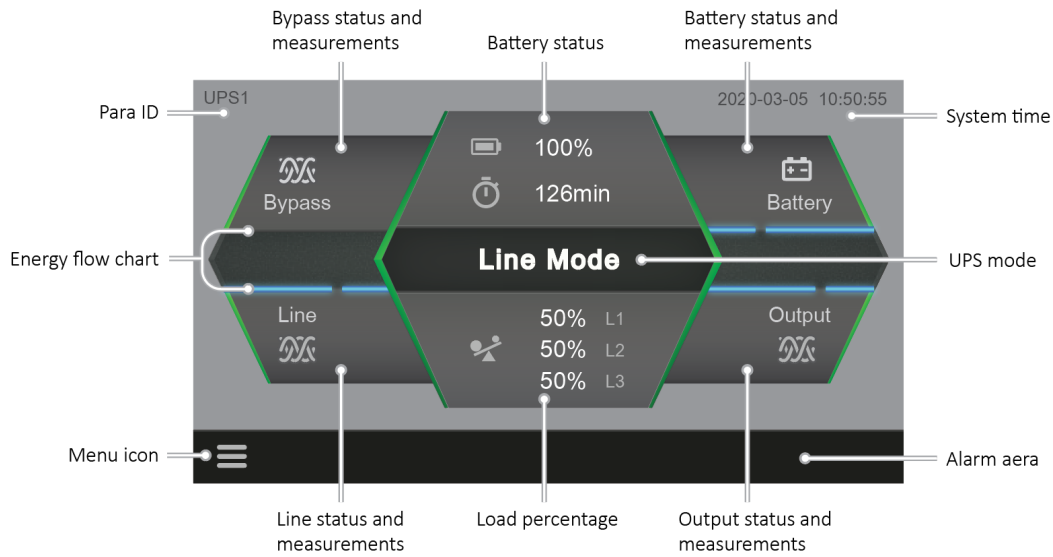 Bypass status and
measurements
Battery status
Battery status and
measurements
Para ID
UPS1
2020-03-05 10:50:55
System time
100%
126min
Bypass
Battery
Energy flow chart
Line Mode
UPS mode
Line
Output
50% L1
50% L2
50% L3
Menu icon
Alarm aera
Line status and
measurements
Load percentage
Output status and
measurements